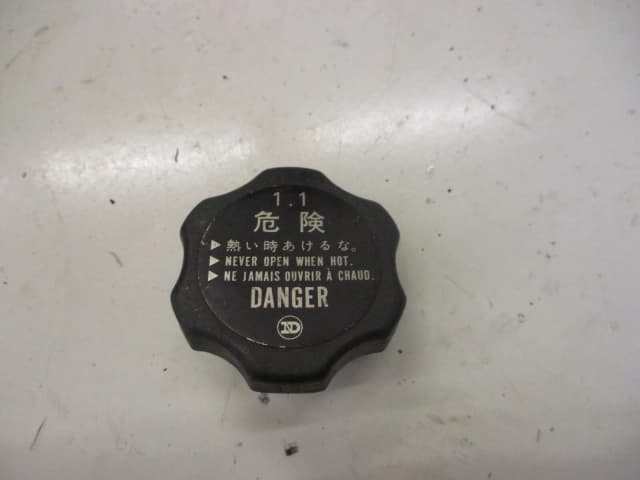 1.1
危険
▶熱い時あけるな。
▶NEVER OPEN WHEN HOT.
▶NE JAMAIS OUVRIR À CHAUD.
DANGER
ND